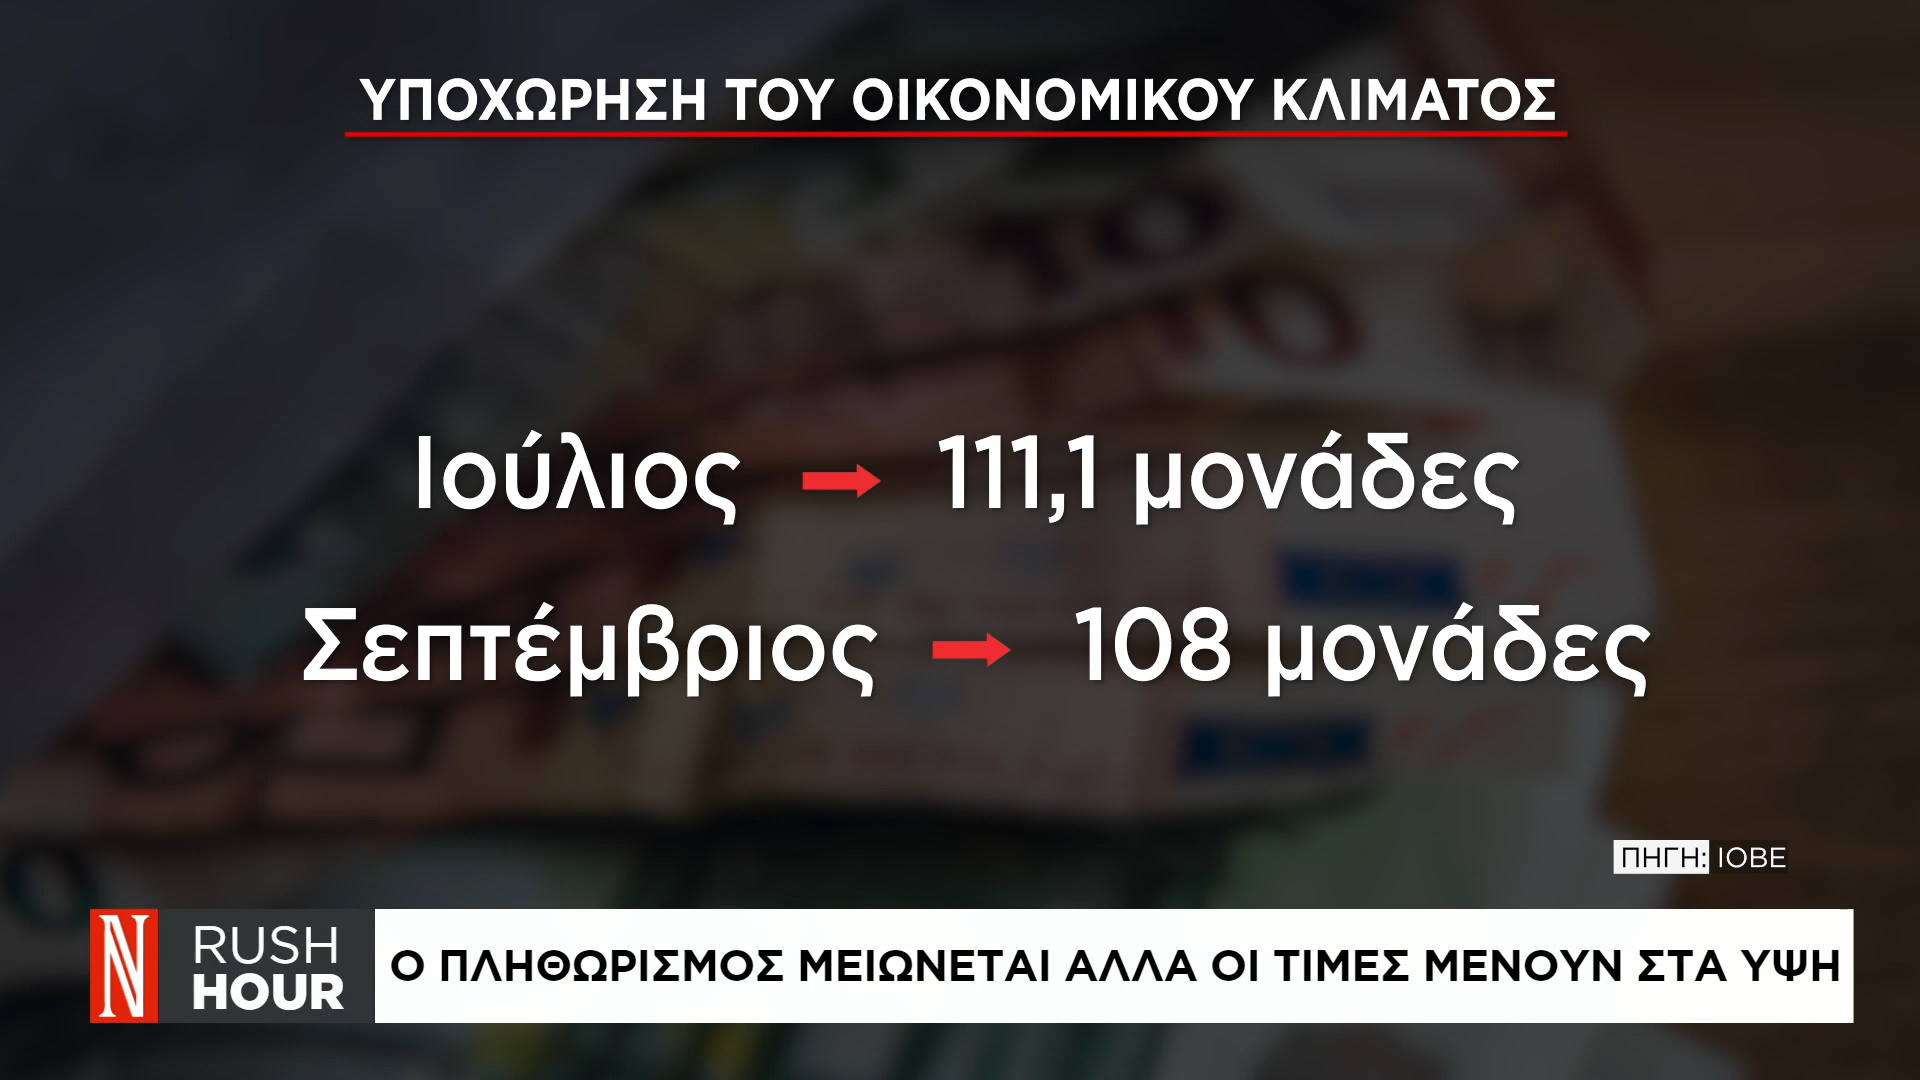 ΥΠΟΧΩΡΗΣΗ ΤΟΥ ΟΙΚΟΝΟΜΙΚΟΥ ΚΛΙΜΑΤΟΣ
Ιούλιος 111,1 μονάδες
Σεπτέμβριος 108 μονάδες
ΠΗΓΗ: ΙΟΒΕ
N RUSH HOUR
Ο ΠΛΗΘΩΡΙΣΜΟΣ ΜΕΙΩΝΕΤΑΙ ΑΛΛΑ ΟΙ ΤΙΜΕΣ ΜΕΝΟΥΝ ΣΤΑ ΥΨΗ